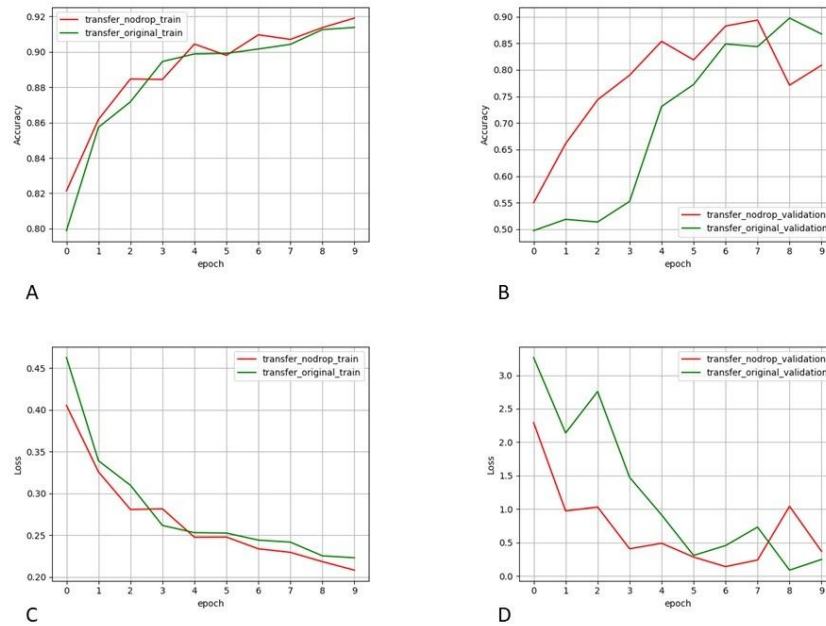 transfer_nodrop_train
transfer_original_train
0.92
0.90
0.88
0.86
0.84
0.82
0.80
Accuracy
0 1 2 3 4 5 6 7 8 9
epoch
A
0.90
0.85
0.80
0.75
0.70
0.65
0.60
0.55
0.50
Accuracy
transfer_nodrop_validation
transfer_original_validation
0 1 2 3 4 5 6 7 8 9
epoch
B
transfer_nodrop_train
transfer_original_train
0.45
0.40
0.35
0.30
0.25
0.20
Loss
0 1 2 3 4 5 6 7 8 9
epoch
C
transfer_nodrop_validation
transfer_original_validation
3.0
2.5
2.0
1.5
1.0
0.5
0.0
Loss
0 1 2 3 4 5 6 7 8 9
epoch
D